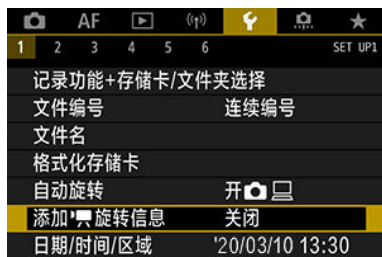 AF
1 2 3 4 5 6 SET UP1
记录功能+存储卡/文件夹选择
文件编号 连续编号
文件名
格式化存储卡
自动旋转 开
添加旋转信息 关闭
日期/时间/区域 '20/03/10 13:30